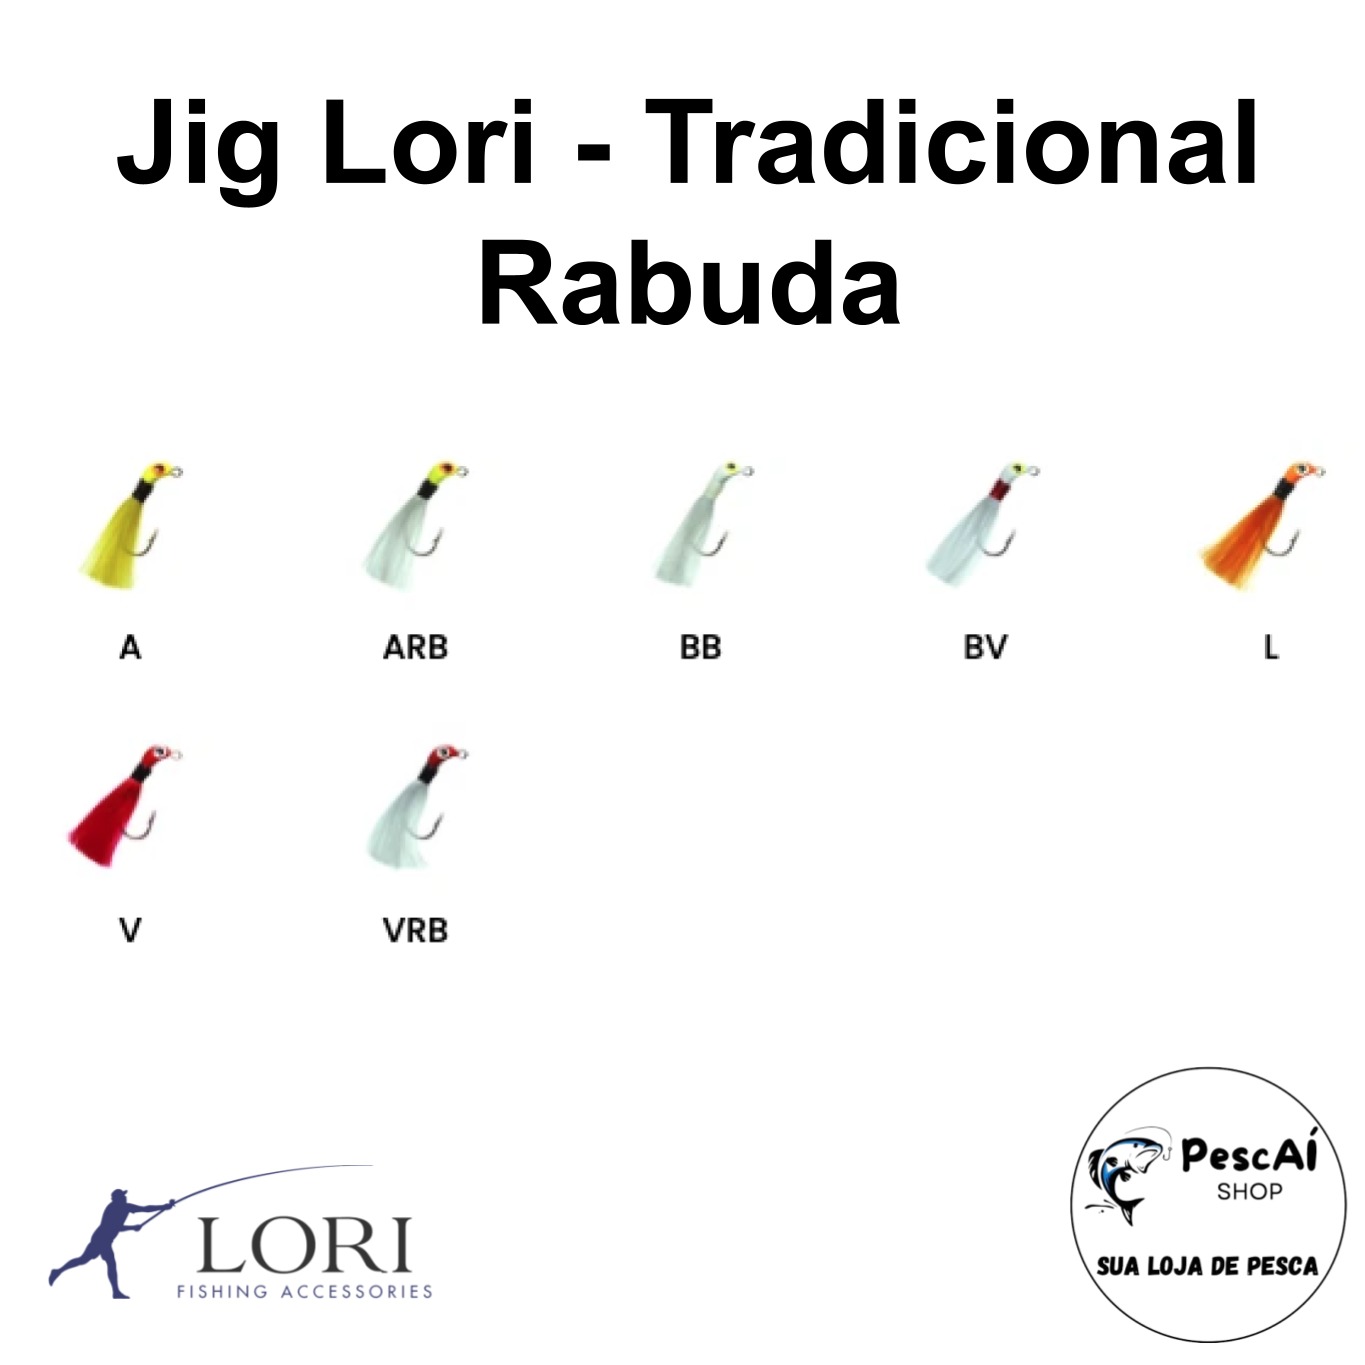 Jig Lori - Tradicional
Rabuda
A ARB BB BV L
V VRB
LORI
FISHING ACCESSORIES
PescAÍ
SHOP
SUA LOJA DE PESCA